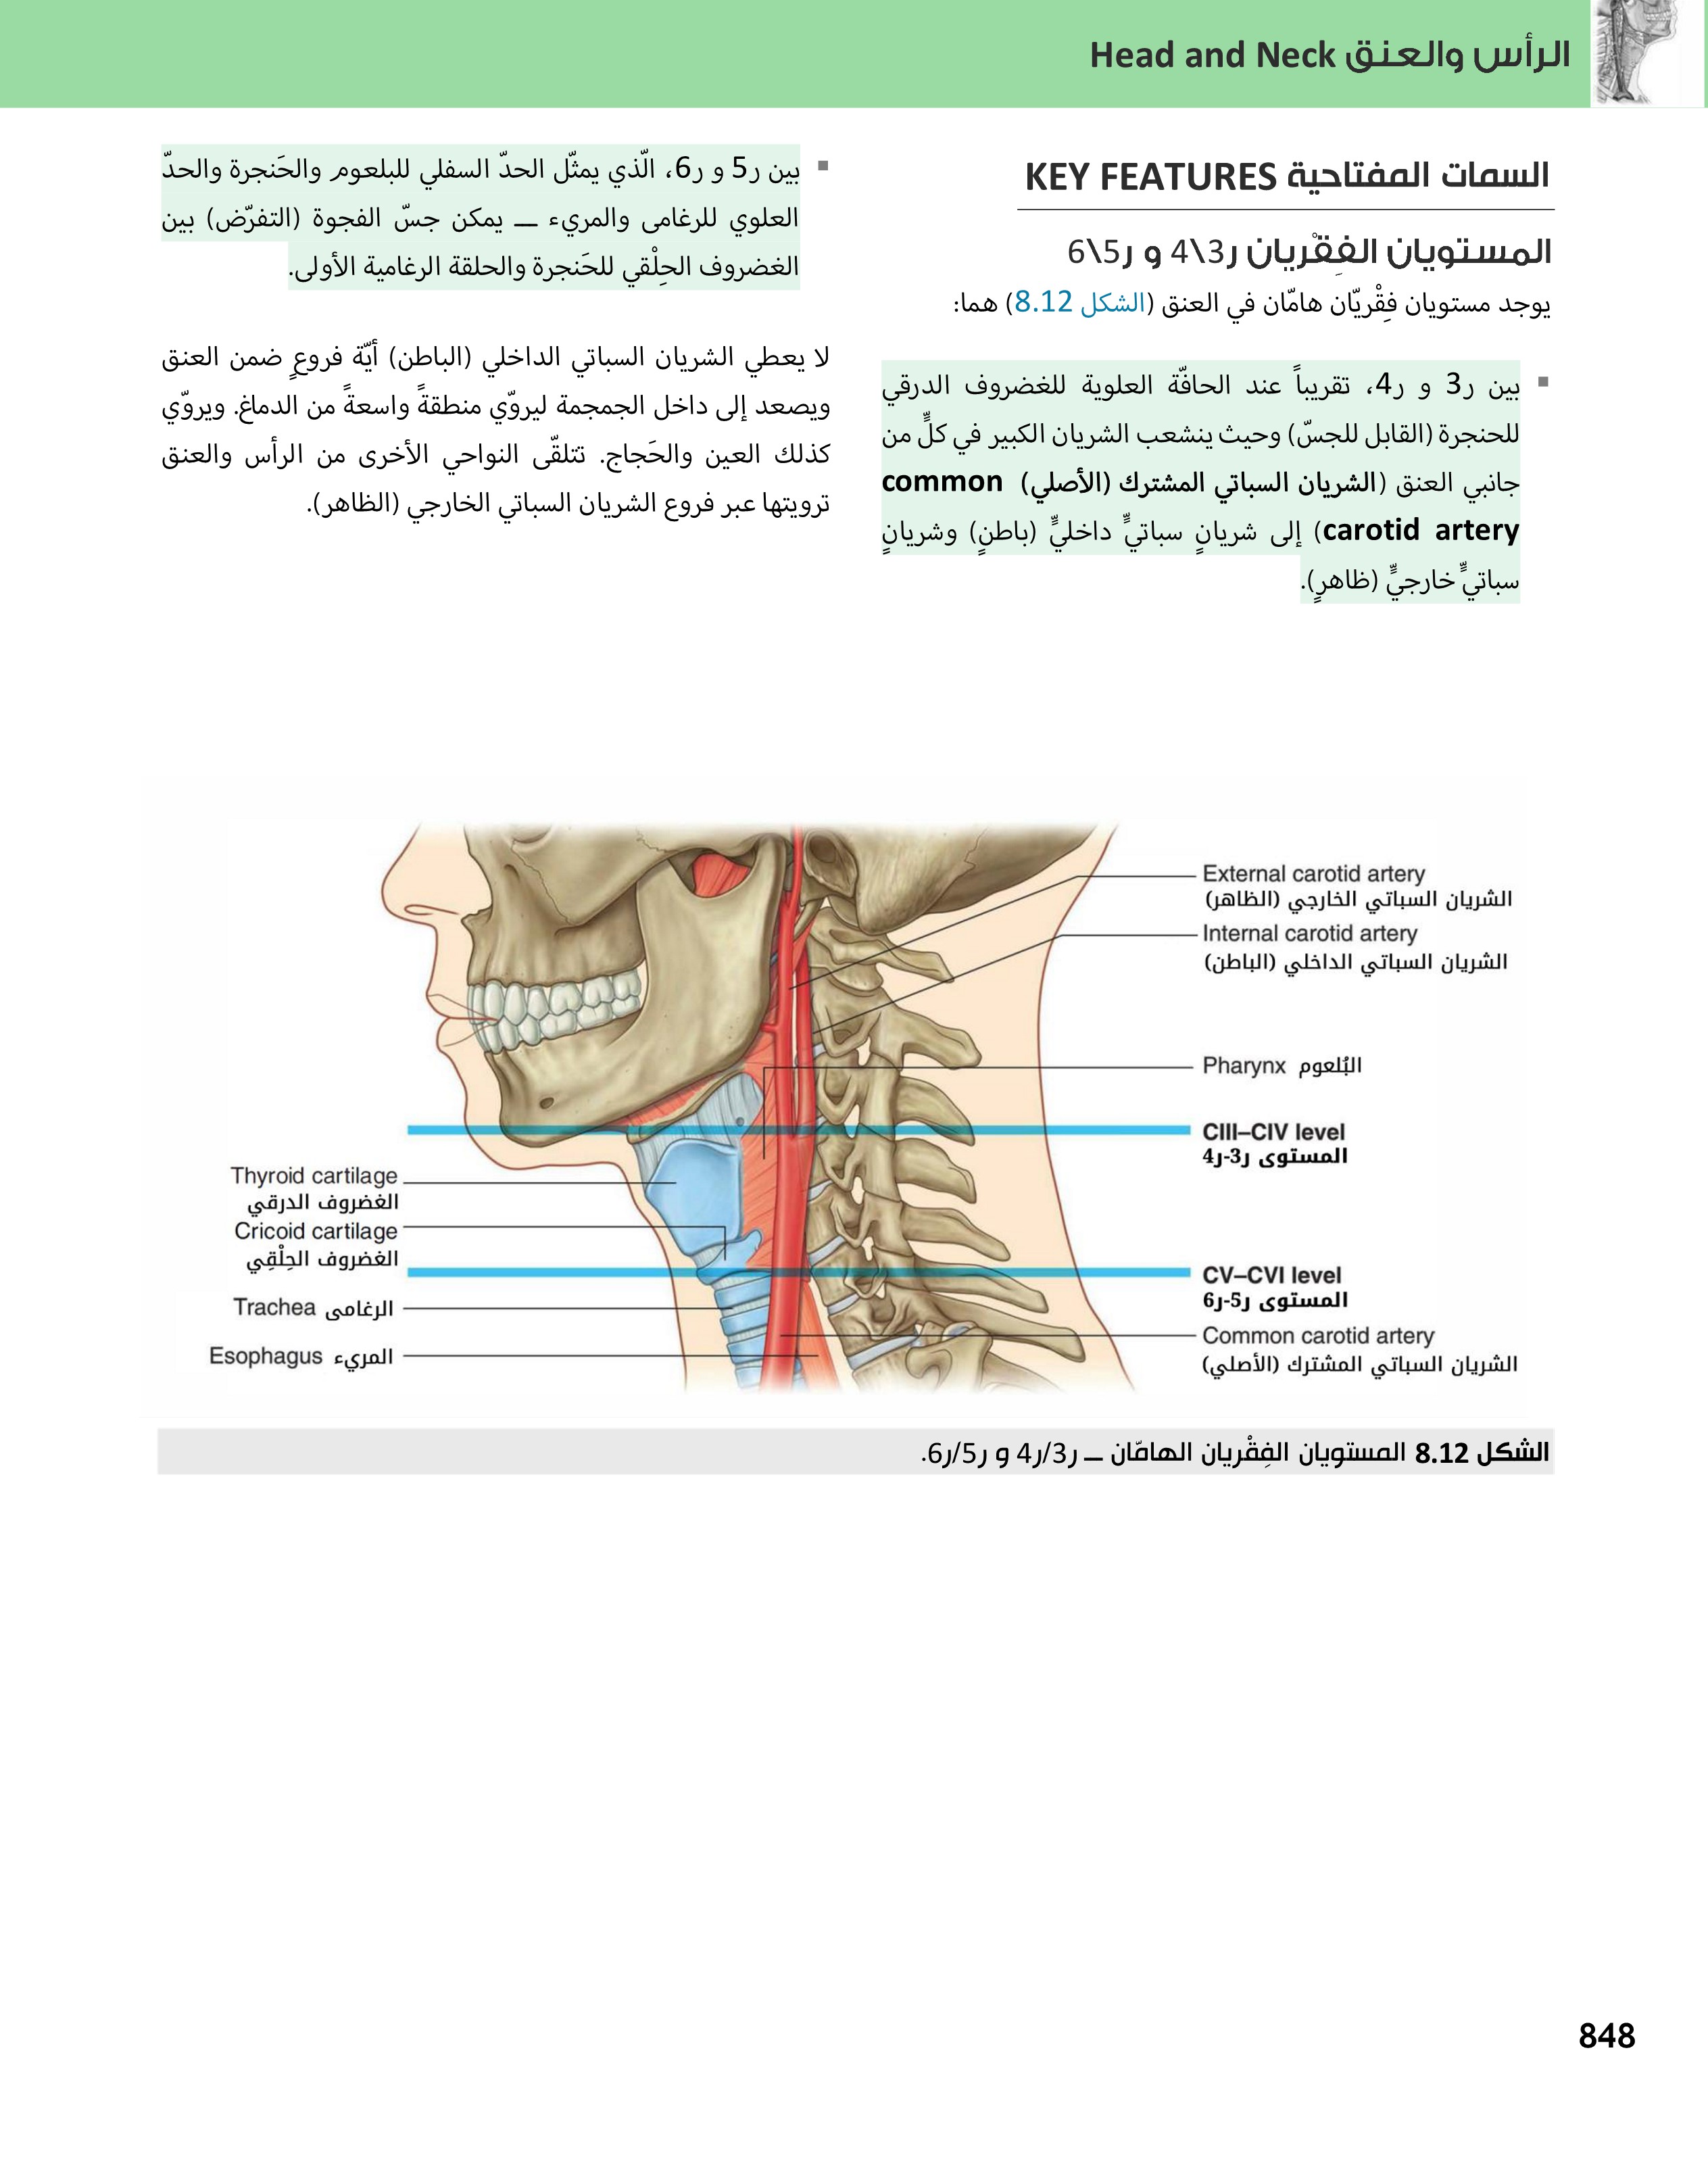 الرأس والعنق Head and Neck
السمات المفتاحية KEY FEATURES
المستويان الفِقْريان ر3\4 و ر5\6
يوجد مستويان فِقْريّان هامّان في العنق (الشكل 8.12) هما:
▪ بين ر3 و ر4، تقريباً عند الحافّة العلوية للغضروف الدرقي
للحنجرة (القابل للجسّ) وحيث ينشعب الشريان الكبير في كلٍّ من
جانبي العنق (الشريان السباتي المشترك (الأصلي) common
carotid artery) إلى شريانٍ سباتيٍّ داخليٍّ (باطنٍ) وشريانٍ
سباتيٍّ خارجيٍّ (ظاهرٍ).
▪ بين ر5 و ر6، الّذي يمثّل الحدّ السفلي للبلعوم والحَنجرة والحدّ
العلوي للرغامى والمريء ــ يمكن جسّ الفجوة (التفرّض) بين
الغضروف الحِلْقي للحَنجرة والحلقة الرغامية الأولى.
لا يعطي الشريان السباتي الداخلي (الباطن) أيّة فروعٍ ضمن العنق
ويصعد إلى داخل الجمجمة ليروّي منطقةً واسعةً من الدماغ. ويروّي
كذلك العين والحَجاج. تتلقّى النواحي الأخرى من الرأس والعنق
ترويتها عبر فروع الشريان السباتي الخارجي (الظاهر).
External carotid artery
الشريان السباتي الخارجي (الظاهر)
Internal carotid artery
الشريان السباتي الداخلي (الباطن)
Pharynx البُلعوم
CIII–CIV level
المستوى ر3-ر4
Thyroid cartilage
الغضروف الدرقي
Cricoid cartilage
الغضروف الحِلْقِي
CV–CVI level
المستوى ر5-ر6
Trachea الرغامى
Common carotid artery
الشريان السباتي المشترك (الأصلي)
Esophagus المريء
الشكل 8.12 المستويان الفِقْريان الهامّان ــ ر3/ر4 و ر5/ر6.
848